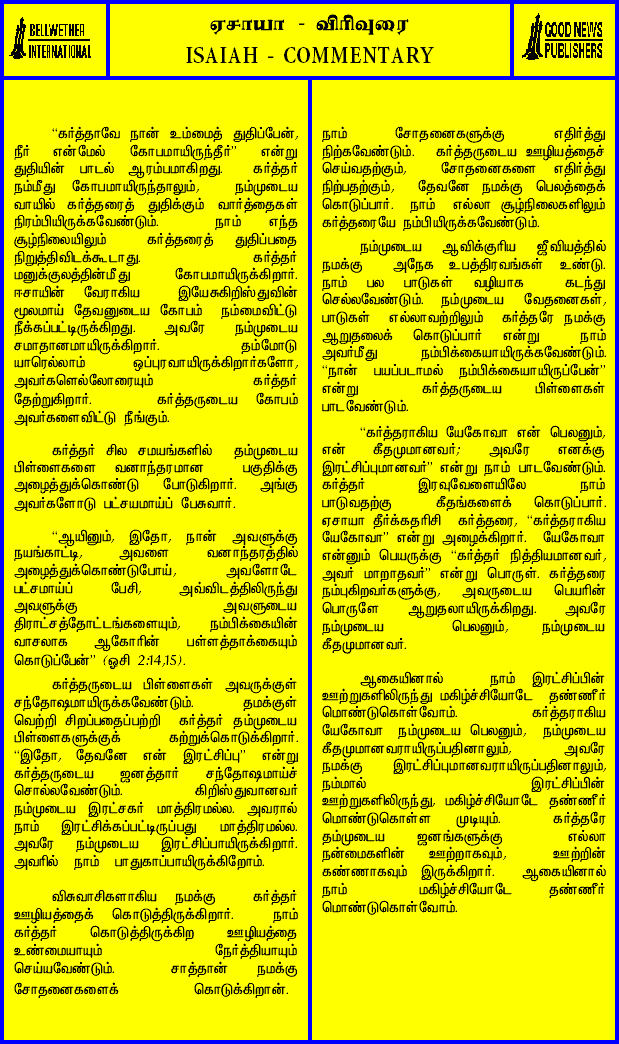 BELLWETHER
INTERNATIONAL
ஏசாயா - விரிவுரை
ISAIAH - COMMENTARY
GOOD NEWS
PUBLISHERS
“கர்த்தாவே நான் உம்மைத் துதிப்பேன்,
நீர் என்மேல் கோபமாயிருந்தீர்” என்று
துதியின் பாடல் ஆரம்பமாகிறது. கர்த்தர்
நம்மீது கோபமாயிருந்தாலும், நம்முடைய
வாயில் கர்த்தரைத் துதிக்கும் வார்த்தைகள்
நிரம்பியிருக்கவேண்டும். நாம் எந்த
சூழ்நிலையிலும் கர்த்தரைத் துதிப்பதை
நிறுத்திவிடக்கூடாது. கர்த்தர்
மனுக்குலத்தின்மீது கோபமாயிருக்கிறார்.
ஈசாயின் வேராகிய இயேசுகிறிஸ்துவின்
மூலமாய் தேவனுடைய கோபம் நம்மைவிட்டு
நீக்கப்பட்டிருக்கிறது. அவரே நம்முடைய
சமாதானமாயிருக்கிறார். தம்மோடு
யாரெல்லாம் ஒப்புரவாயிருக்கிறார்களோ,
அவர்களெல்லோரையும் கர்த்தர்
தேற்றுகிறார். கர்த்தருடைய கோபம்
அவர்களைவிட்டு நீங்கும்.
கர்த்தர் சில சமயங்களில் தம்முடைய
பிள்ளைகளை வனாந்தரமான பகுதிக்கு
அழைத்துக்கொண்டு போடுகிறார். அங்கு
அவர்களோடு பட்சயமாய்ப் பேசுவார்.
“ஆயினும், இதோ, நான் அவளுக்கு
நயங்காட்டி, அவளை வனாந்தரத்தில்
அழைத்துக்கொண்டுபோய், அவளோடே
பட்சமாய்ப் பேசி, அவ்விடத்திலிருந்து
அவளுக்கு அவளுடைய
திராட்சத்தோட்டங்களையும், நம்பிக்கையின்
வாசலாக ஆகோரின் பள்ளத்தாக்கையும்
கொடுப்பேன்” (ஓசி 2:14,15).
கர்த்தருடைய பிள்ளைகள் அவருக்குள்
சந்தோஷமாயிருக்கவேண்டும். தமக்குள்
வெற்றி சிறப்பதைப்பற்றி கர்த்தர் தம்முடைய
பிள்ளைகளுக்குக் கற்றுக்கொடுக்கிறார்.
“இதோ, தேவனே என் இரட்சிப்பு” என்று
கர்த்தருடைய ஜனத்தார் சந்தோஷமாய்ச்
சொல்லவேண்டும். கிறிஸ்துவானவர்
நம்முடைய இரட்சகர் மாத்திரமல்ல. அவரால்
நாம் இரட்சிக்கப்பட்டிருப்பது மாத்திரமல்ல.
அவரே நம்முடைய இரட்சிப்பாயிருக்கிறார்.
அவரில் நாம் பாதுகாப்பாயிருக்கிறோம்.
விசுவாசிகளாகிய நமக்கு கர்த்தர்
ஊழியத்தைக் கொடுத்திருக்கிறார். நாம்
கர்த்தர் கொடுத்திருக்கிற ஊழியத்தை
உண்மையாயும் நேர்த்தியாயும்
செய்யவேண்டும். சாத்தான் நமக்கு
சோதனைகளைக் கொடுக்கிறான்.
நாம் சோதனைகளுக்கு எதிர்த்து
நிற்கவேண்டும். கர்த்தருடைய ஊழியத்தைச்
செய்வதற்கும், சோதனைகளை எதிர்த்து
நிற்பதற்கும், தேவனே நமக்கு பெலத்தைக்
கொடுப்பார். நாம் எல்லா சூழ்நிலைகளிலும்
கர்த்தரையே நம்பியிருக்கவேண்டும்.
நம்முடைய ஆவிக்குரிய ஜீவியத்தில்
நமக்கு அநேக உபத்திரவங்கள் உண்டு.
நாம் பல பாடுகள் வழியாக கடந்து
செல்லவேண்டும். நம்முடைய வேதனைகள்,
பாடுகள் எல்லாவற்றிலும் கர்த்தரே நமக்கு
ஆறுதலைக் கொடுப்பார் என்று நாம்
அவர்மீது நம்பிக்கையாயிருக்கவேண்டும்.
“நான் பயப்படாமல் நம்பிக்கையாயிருப்பேன்”
என்று கர்த்தருடைய பிள்ளைகள்
பாடவேண்டும்.
“கர்த்தராகிய யேகோவா என் பெலனும்,
என் கீதமுமானவர்; அவரே எனக்கு
இரட்சிப்புமானவர்” என்று நாம் பாடவேண்டும்.
கர்த்தர் இரவுவேளையிலே நாம்
பாடுவதற்கு கீதங்களைக் கொடுப்பார்.
ஏசாயா தீர்க்கதரிசி கர்த்தரை, “கர்த்தராகிய
யேகோவா” என்று அழைக்கிறார். யேகோவா
என்னும் பெயருக்கு “கர்த்தர் நித்தியமானவர்,
அவர் மாறாதவர்” என்று பொருள். கர்த்தரை
நம்புகிறவர்களுக்கு, அவருடைய பெயரின்
பொருளே ஆறுதலாயிருக்கிறது. அவரே
நம்முடைய பெலனும், நம்முடைய
கீதமுமானவர்.
ஆகையினால் நாம் இரட்சிப்பின்
ஊற்றுகளிலிருந்து மகிழ்ச்சியோடே தண்ணீர்
மொண்டுகொள்வோம். கர்த்தராகிய
யேகோவா நம்முடைய பெலனும், நம்முடைய
கீதமுமானவராயிருப்பதினாலும், அவரே
நமக்கு இரட்சிப்புமானவராயிருப்பதினாலும்,
நம்மால் இரட்சிப்பின்
ஊற்றுகளிலிருந்து, மகிழ்ச்சியோடே தண்ணீர்
மொண்டுகொள்ள முடியும். கர்த்தரே
தம்முடைய ஜனங்களுக்கு எல்லா
நன்மைகளின் ஊற்றாகவும், ஊற்றின்
கண்ணாகவும் இருக்கிறார். ஆகையினால்
நாம் மகிழ்ச்சியோடே தண்ணீர்
மொண்டுகொள்வோம்.